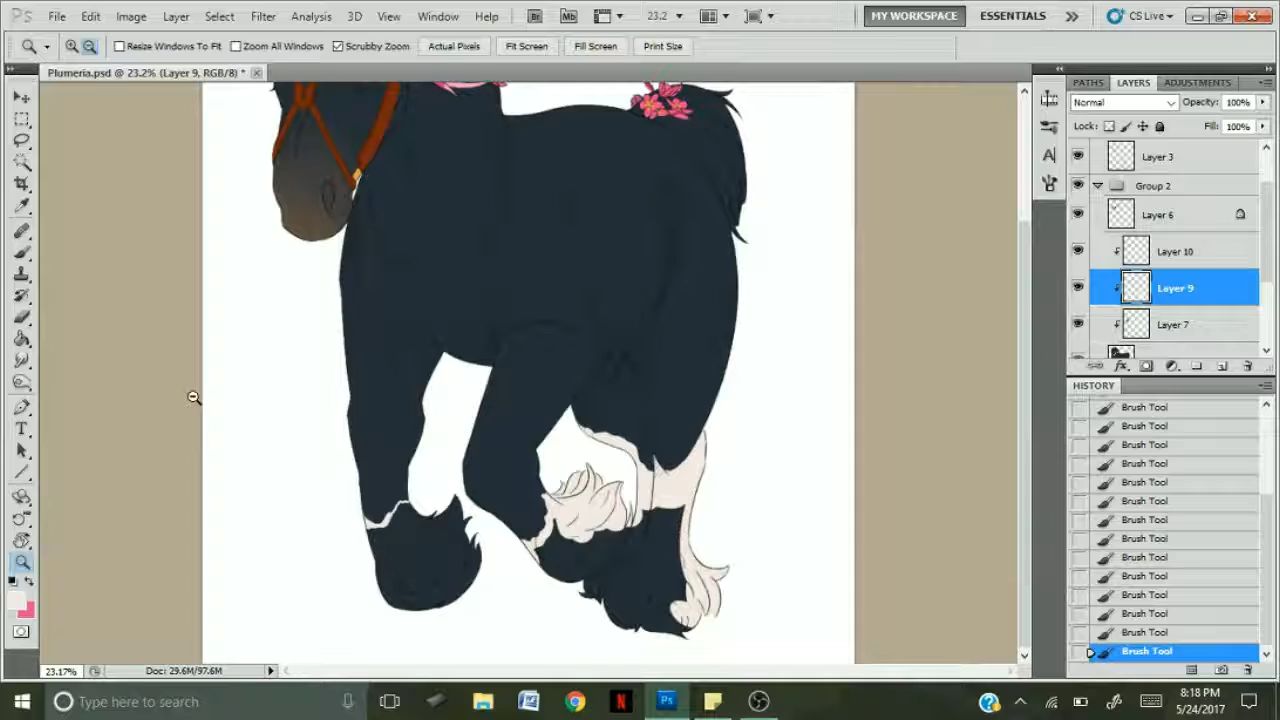 Ps File Edit Image Layer Select Filter Analysis 3D View Window Help Br Mb 23.2 MY WORKSPACE ESSENTIALS CS Live
Resize Windows To Fit Zoom All Windows Scrubby Zoom Actual Pixels Fit Screen Fill Screen Print Size
Plumeria.psd @ 23.2% (Layer 9, RGB/8) *
PATHS LAYERS ADJUSTMENTS
Normal Opacity: 100%
Lock: Fill: 100%
Layer 3
Group 2
Layer 6
Layer 10
Layer 9
Layer 7
HISTORY
Brush Tool
Brush Tool
Brush Tool
Brush Tool
Brush Tool
Brush Tool
Brush Tool
Brush Tool
Brush Tool
Brush Tool
Brush Tool
Brush Tool
Brush Tool
Brush Tool
23.17% Doc: 29.6M/97.6M
Type here to search
8:18 PM
5/24/2017